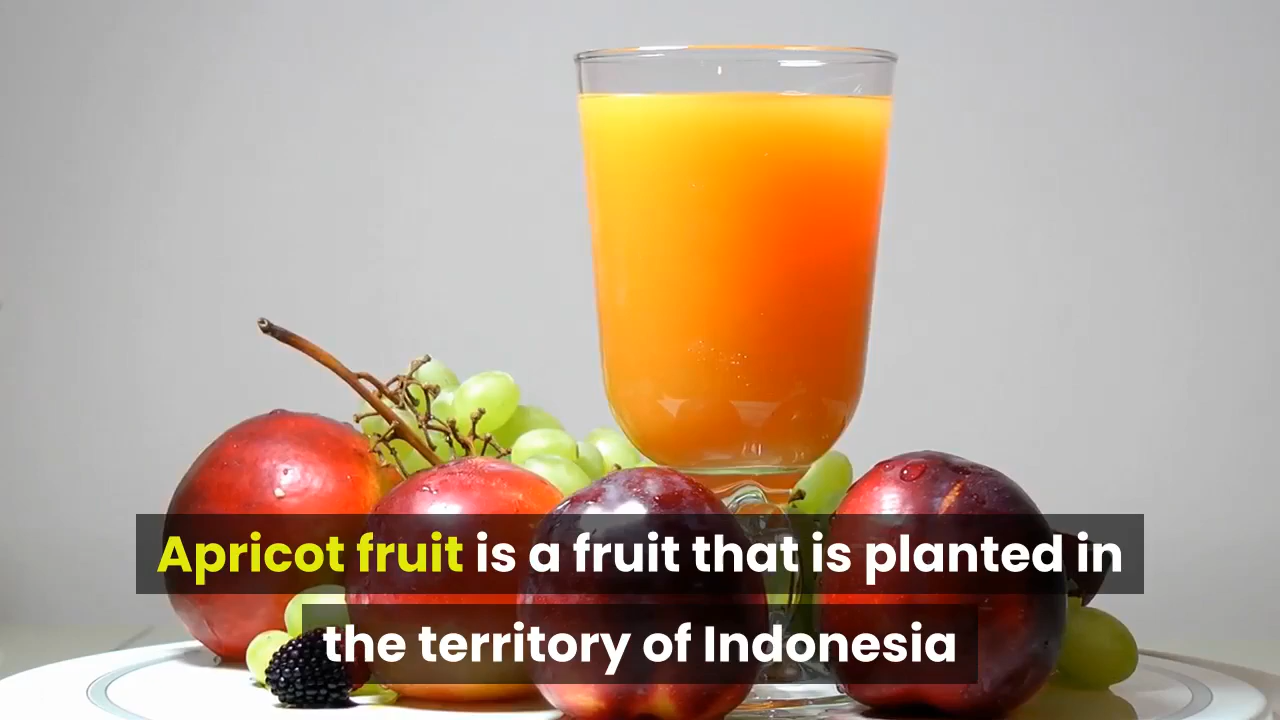 Apricot fruit is a fruit that is planted in
the territory of Indonesia